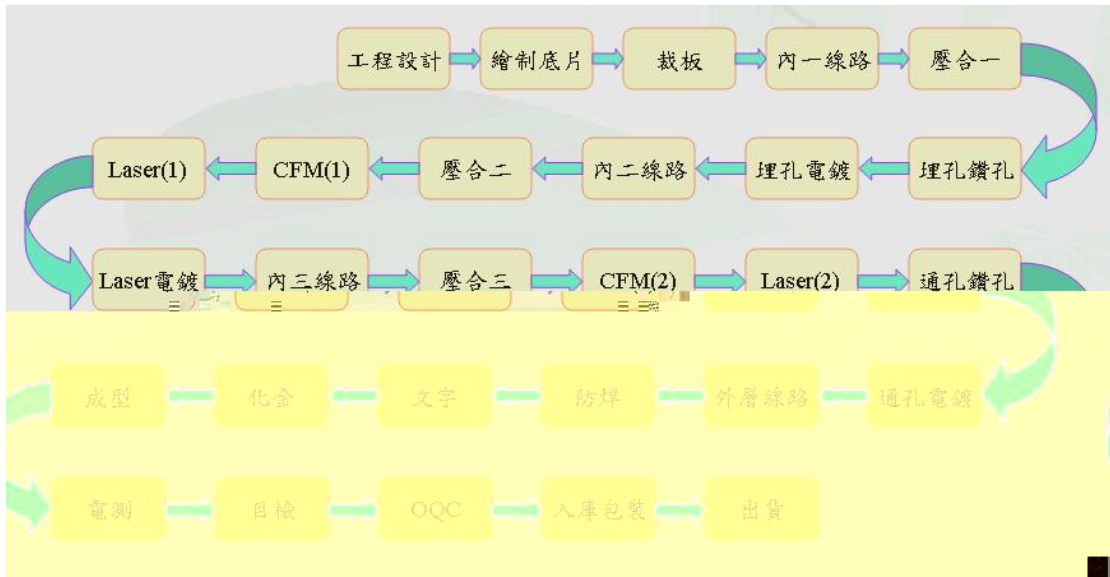 工程設計 繪制底片 裁板 內一線路 壓合一
Laser(1) CFM(1) 壓合二 內二線路 埋孔電鍍 埋孔鑽孔
Laser電鍍 內三線路 壓合三 CFM(2) Laser(2) 通孔鑽孔
成型 化金 文字 防焊 外層線路 通孔電鍍
電測 目檢 OQC 入庫包裝 出貨